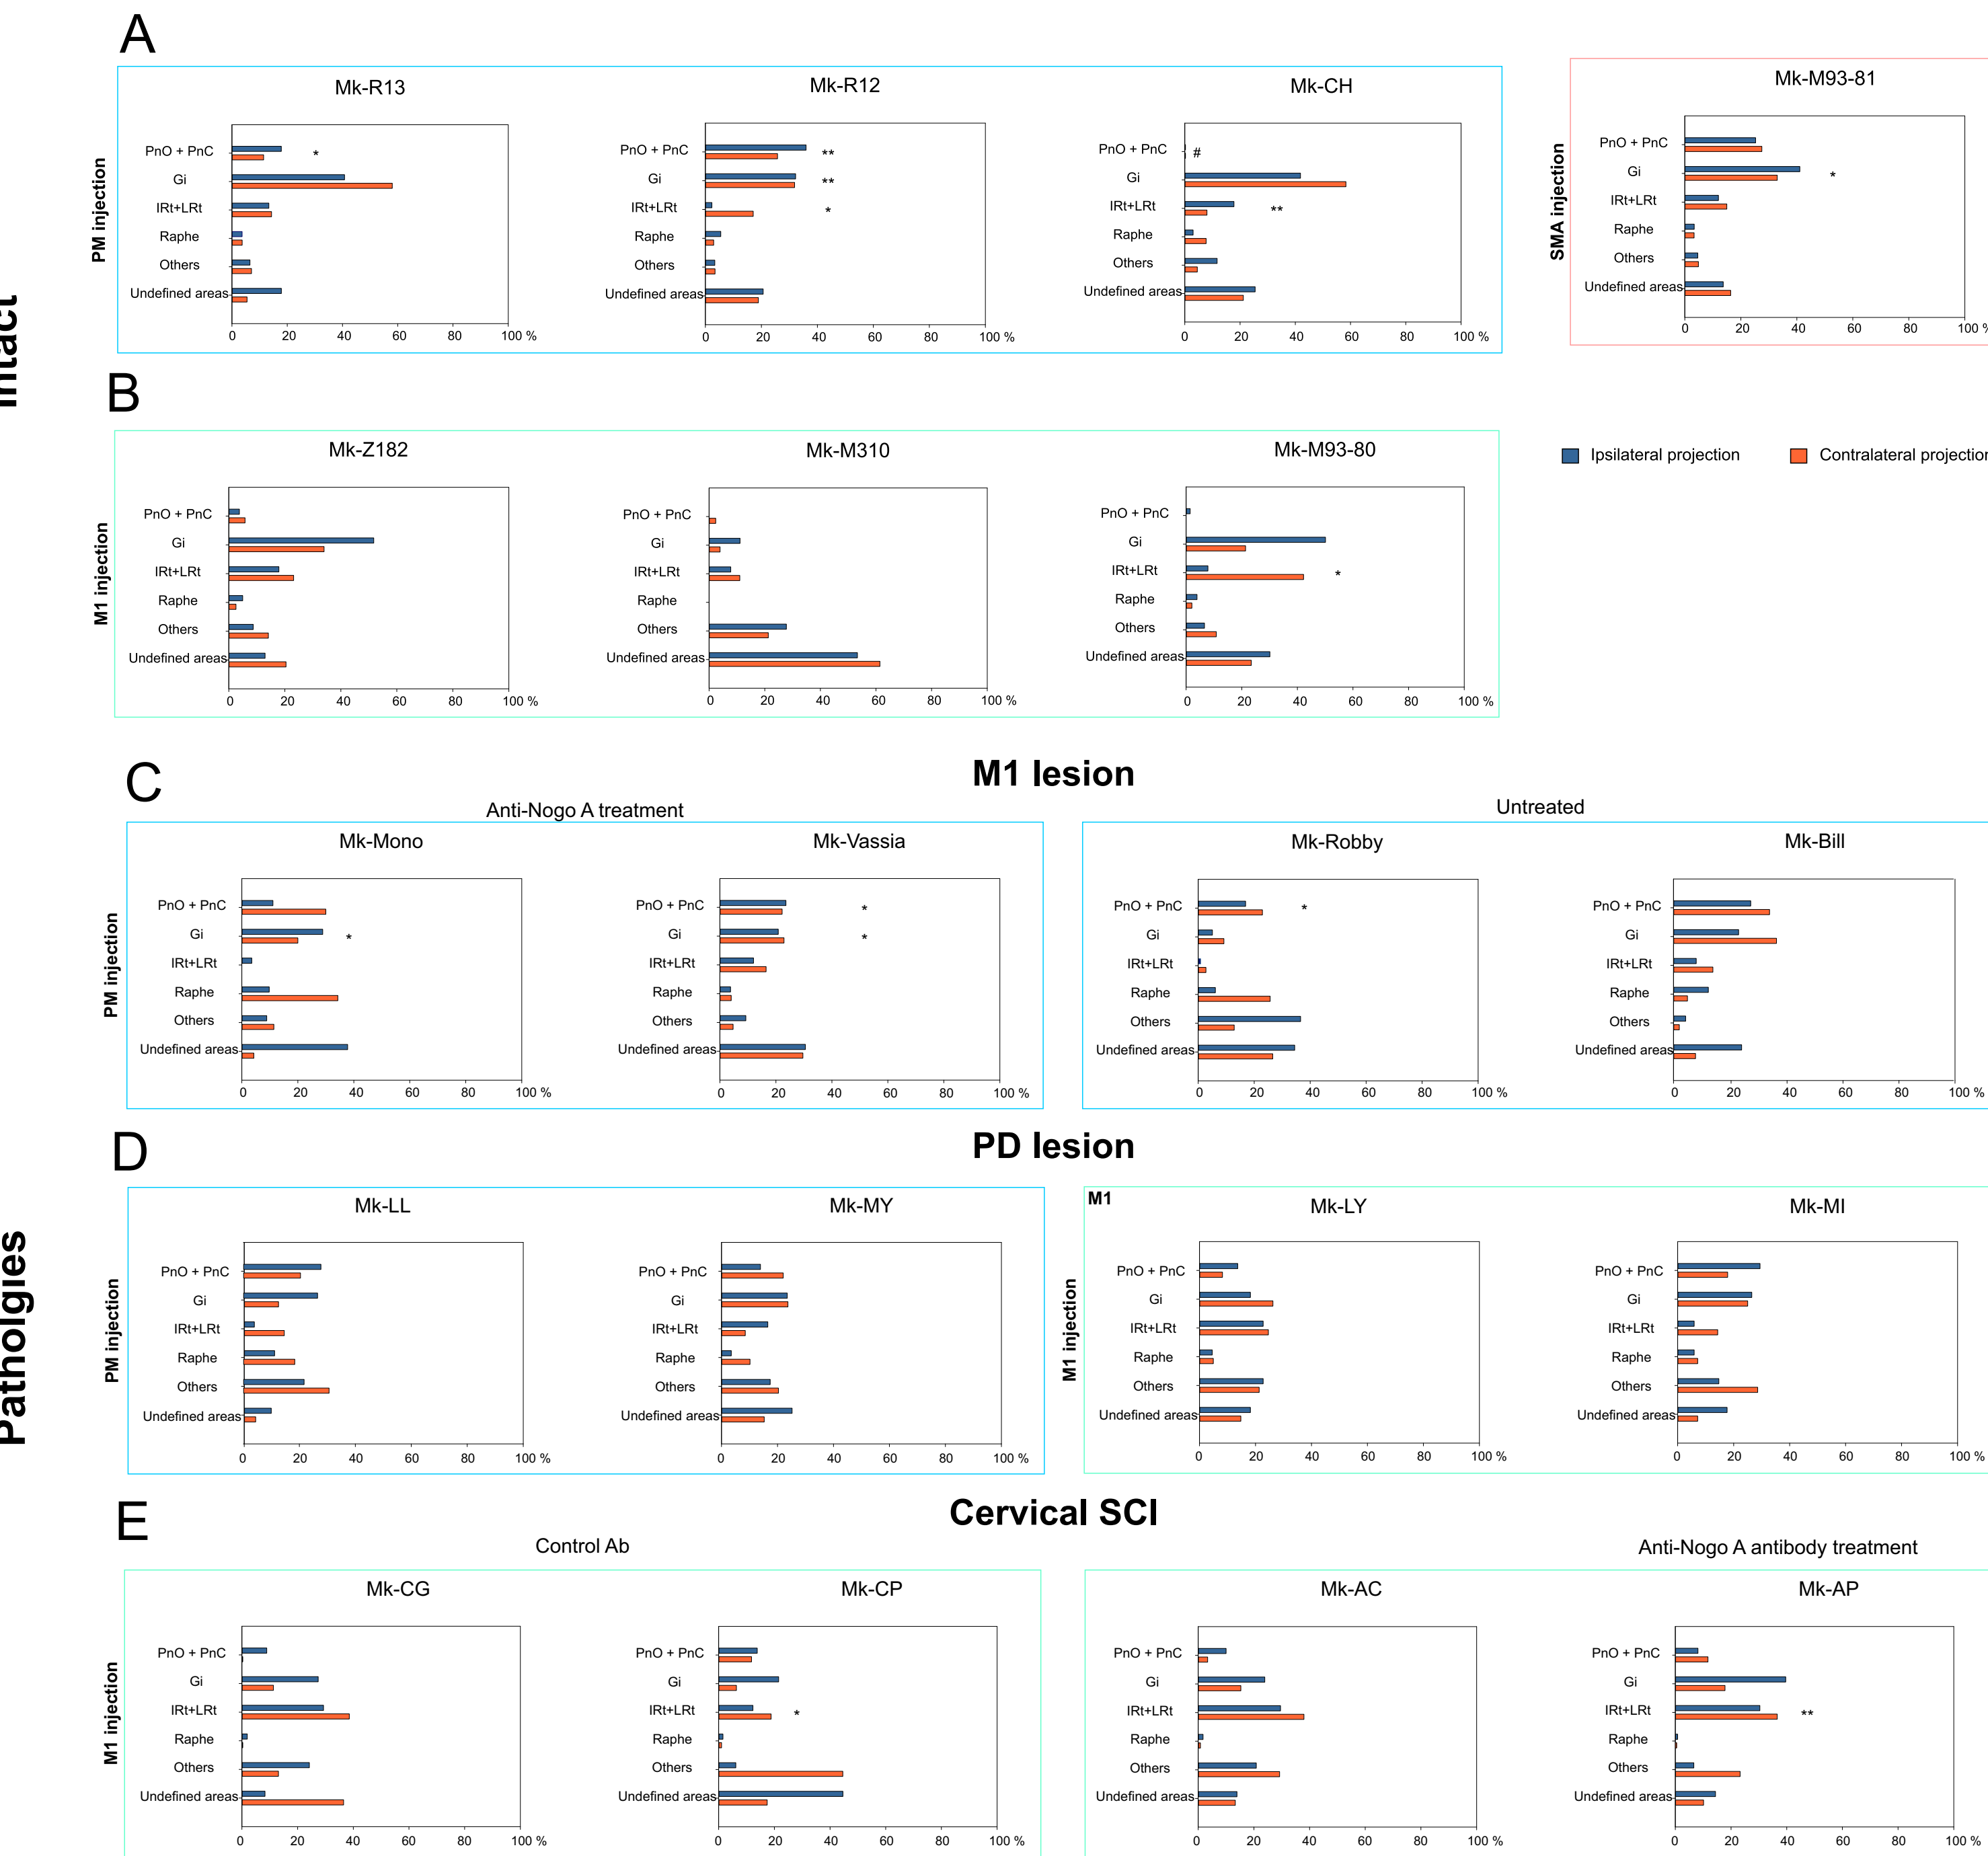 A
Mk-R13
Mk-R12
Mk-CH
Mk-M93-81
PM injection
PnO + PnC
Gi
IRt+LRt
Raphe
Others
Undefined areas
*
0 20 40 60 80 100 %
PnO + PnC
Gi
IRt+LRt
Raphe
Others
Undefined areas
**
**
*
0 20 40 60 80 100 %
PnO + PnC
Gi
IRt+LRt
Raphe
Others
Undefined areas
#
**
0 20 40 60 80 100 %
SMA injection
PnO + PnC
Gi
IRt+LRt
Raphe
Others
Undefined areas
*
0 20 40 60 80 100 %
Intact
B
Mk-Z182
Mk-M310
Mk-M93-80
Ipsilateral projection
Contralateral projection
M1 injection
PnO + PnC
Gi
IRt+LRt
Raphe
Others
Undefined areas
0 20 40 60 80 100 %
PnO + PnC
Gi
IRt+LRt
Raphe
Others
Undefined areas
0 20 40 60 80 100 %
PnO + PnC
Gi
IRt+LRt
Raphe
Others
Undefined areas
*
0 20 40 60 80 100 %
Pathologies
C
M1 lesion
Anti-Nogo A treatment
Untreated
Mk-Mono
Mk-Vassia
Mk-Robby
Mk-Bill
PM injection
PnO + PnC
Gi
IRt+LRt
Raphe
Others
Undefined areas
*
0 20 40 60 80 100 %
PnO + PnC
Gi
IRt+LRt
Raphe
Others
Undefined areas
*
*
0 20 40 60 80 100 %
PnO + PnC
Gi
IRt+LRt
Raphe
Others
Undefined areas
*
0 20 40 60 80 100 %
PnO + PnC
Gi
IRt+LRt
Raphe
Others
Undefined areas
0 20 40 60 80 100 %
D
PD lesion
Mk-LL
Mk-MY
M1
Mk-LY
Mk-MI
PM injection
PnO + PnC
Gi
IRt+LRt
Raphe
Others
Undefined areas
0 20 40 60 80 100 %
PnO + PnC
Gi
IRt+LRt
Raphe
Others
Undefined areas
0 20 40 60 80 100 %
M1 injection
PnO + PnC
Gi
IRt+LRt
Raphe
Others
Undefined areas
0 20 40 60 80 100 %
PnO + PnC
Gi
IRt+LRt
Raphe
Others
Undefined areas
0 20 40 60 80 100 %
E
Cervical SCI
Control Ab
Anti-Nogo A antibody treatment
Mk-CG
Mk-CP
Mk-AC
Mk-AP
M1 injection
PnO + PnC
Gi
IRt+LRt
Raphe
Others
Undefined areas
0 20 40 60 80 100 %
PnO + PnC
Gi
IRt+LRt
Raphe
Others
Undefined areas
*
0 20 40 60 80 100 %
PnO + PnC
Gi
IRt+LRt
Raphe
Others
Undefined areas
0 20 40 60 80 100 %
PnO + PnC
Gi
IRt+LRt
Raphe
Others
Undefined areas
**
0 20 40 60 80 100 %